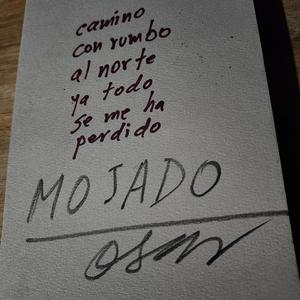 camino
con rumbo
al norte
ya todo
se me ha
perdido
MOJADO